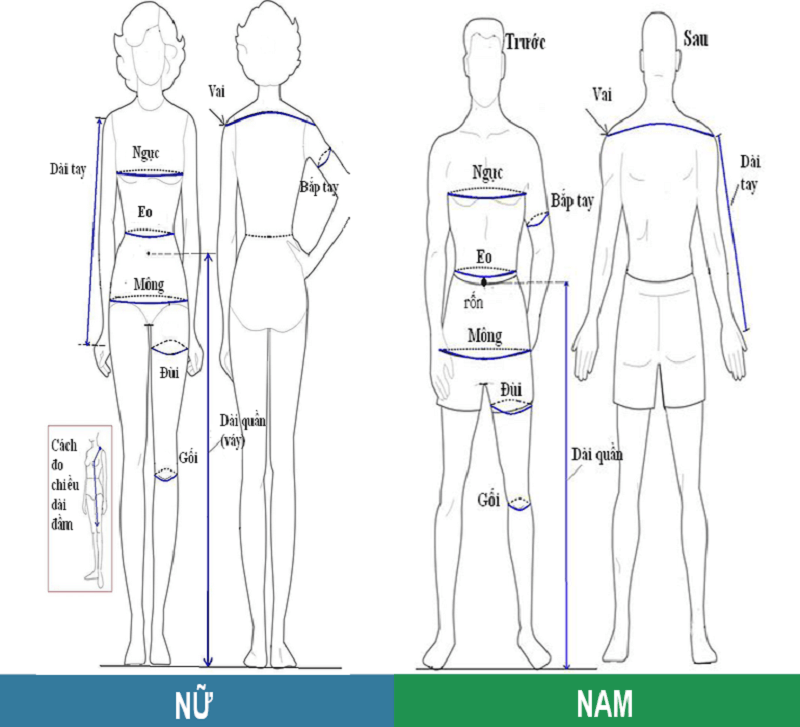 Vai
Dài tay
Ngực
Bắp tay
Eo
Mông
Đùi
Dài quần
(váy)
Gối
Cách
đo
chiều
dài
đầm
Trước
Sau
Vai
Ngực
Bắp tay
Dài
tay
Eo
rốn
Mông
Đùi
Dài quần
Gối
NỮ
NAM